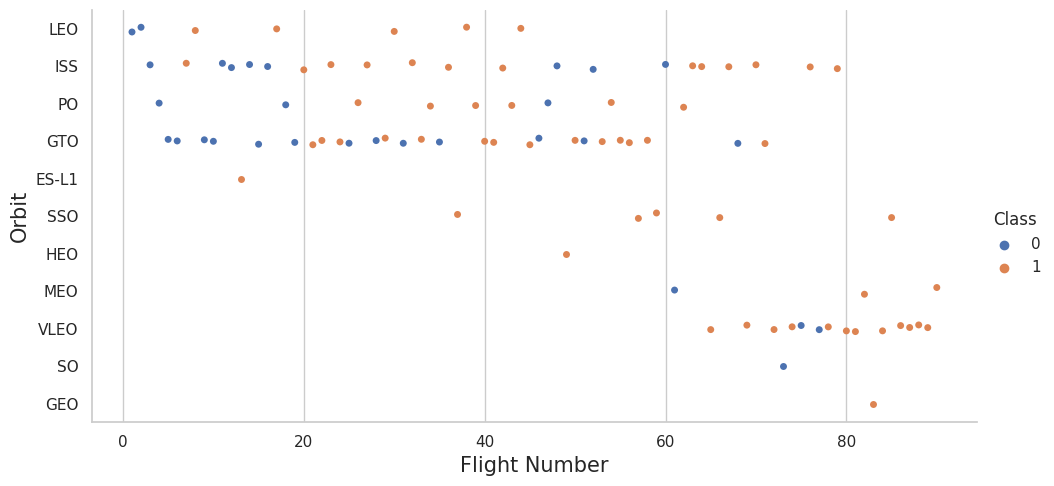 LEO
ISS
PO
GTO
ES-L1
SSO
HEO
MEO
VLEO
SO
GEO
Orbit
0 20 40 60 80
Flight Number
Class
0
1